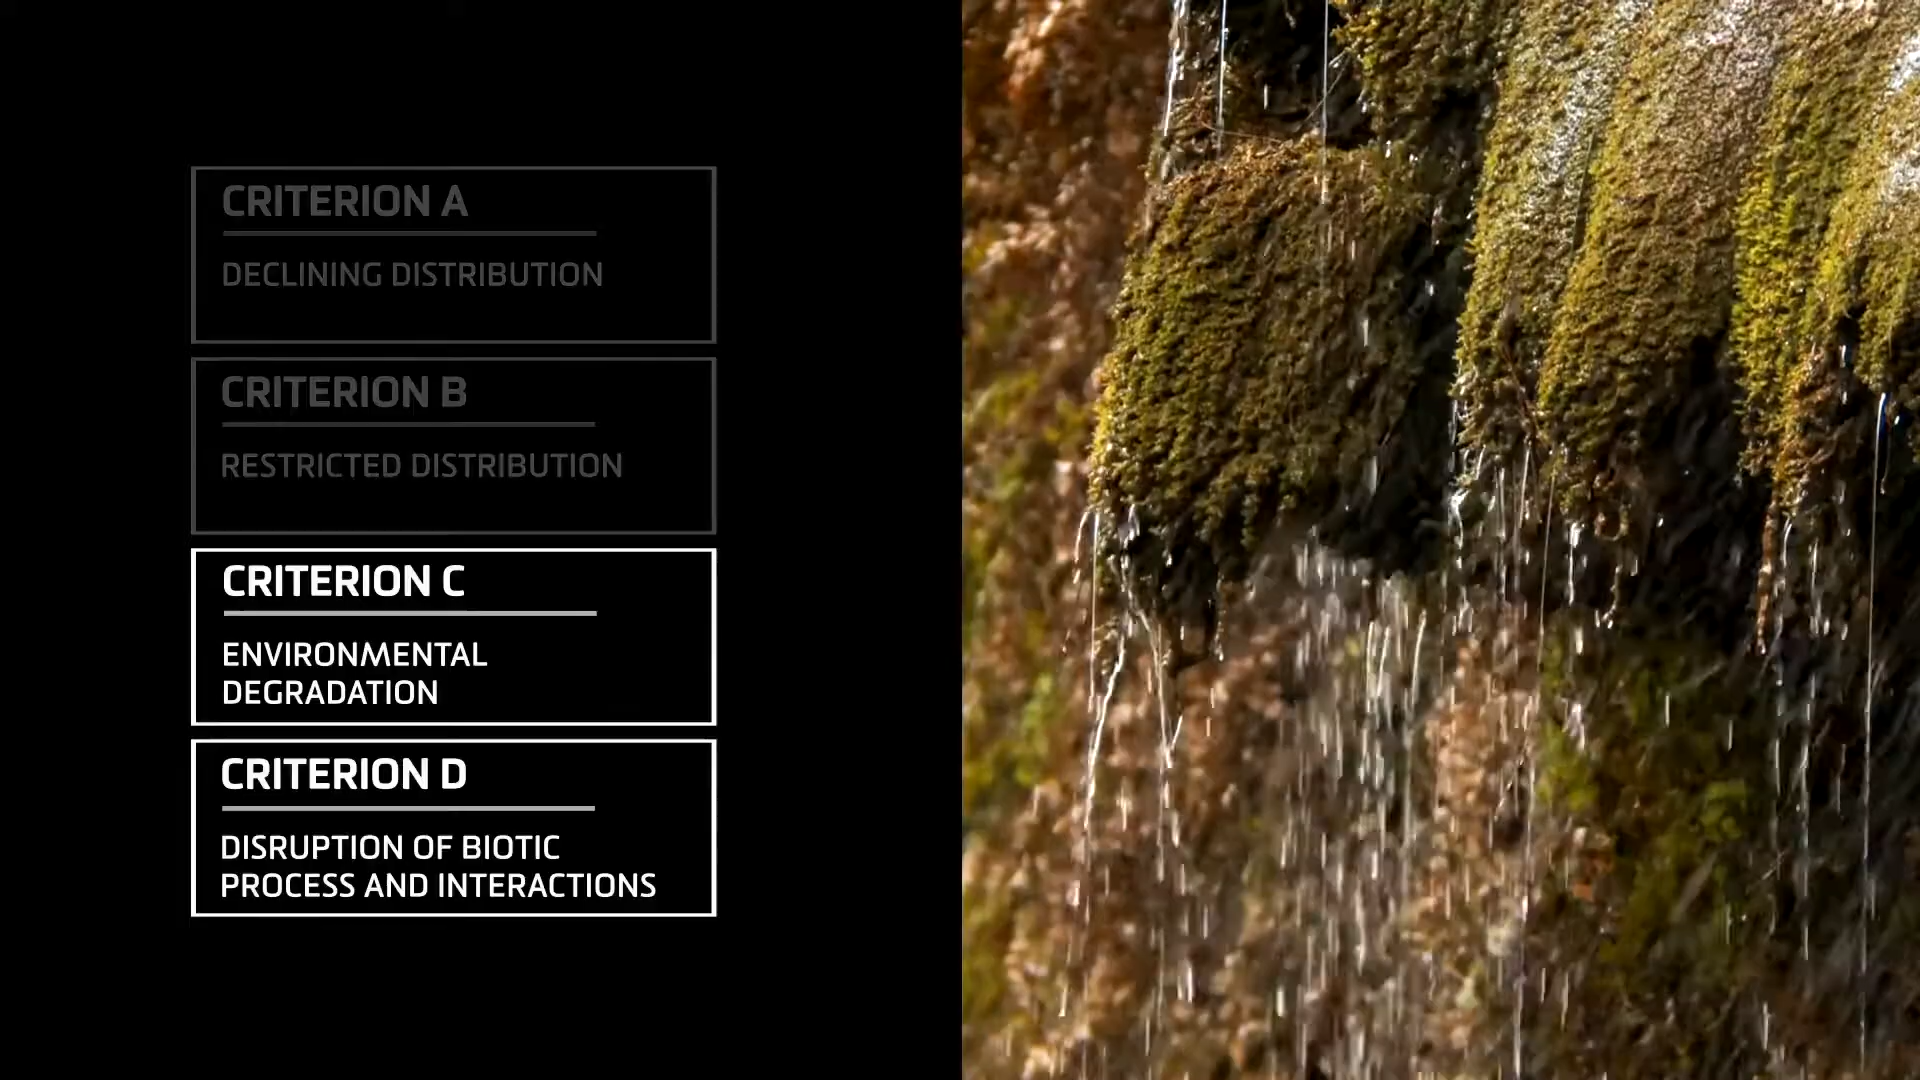 CRITERION A
DECLINING DISTRIBUTION
CRITERION B
RESTRICTED DISTRIBUTION
CRITERION C
ENVIRONMENTAL
DEGRADATION
CRITERION D
DISRUPTION OF BIOTIC
PROCESS AND INTERACTIONS